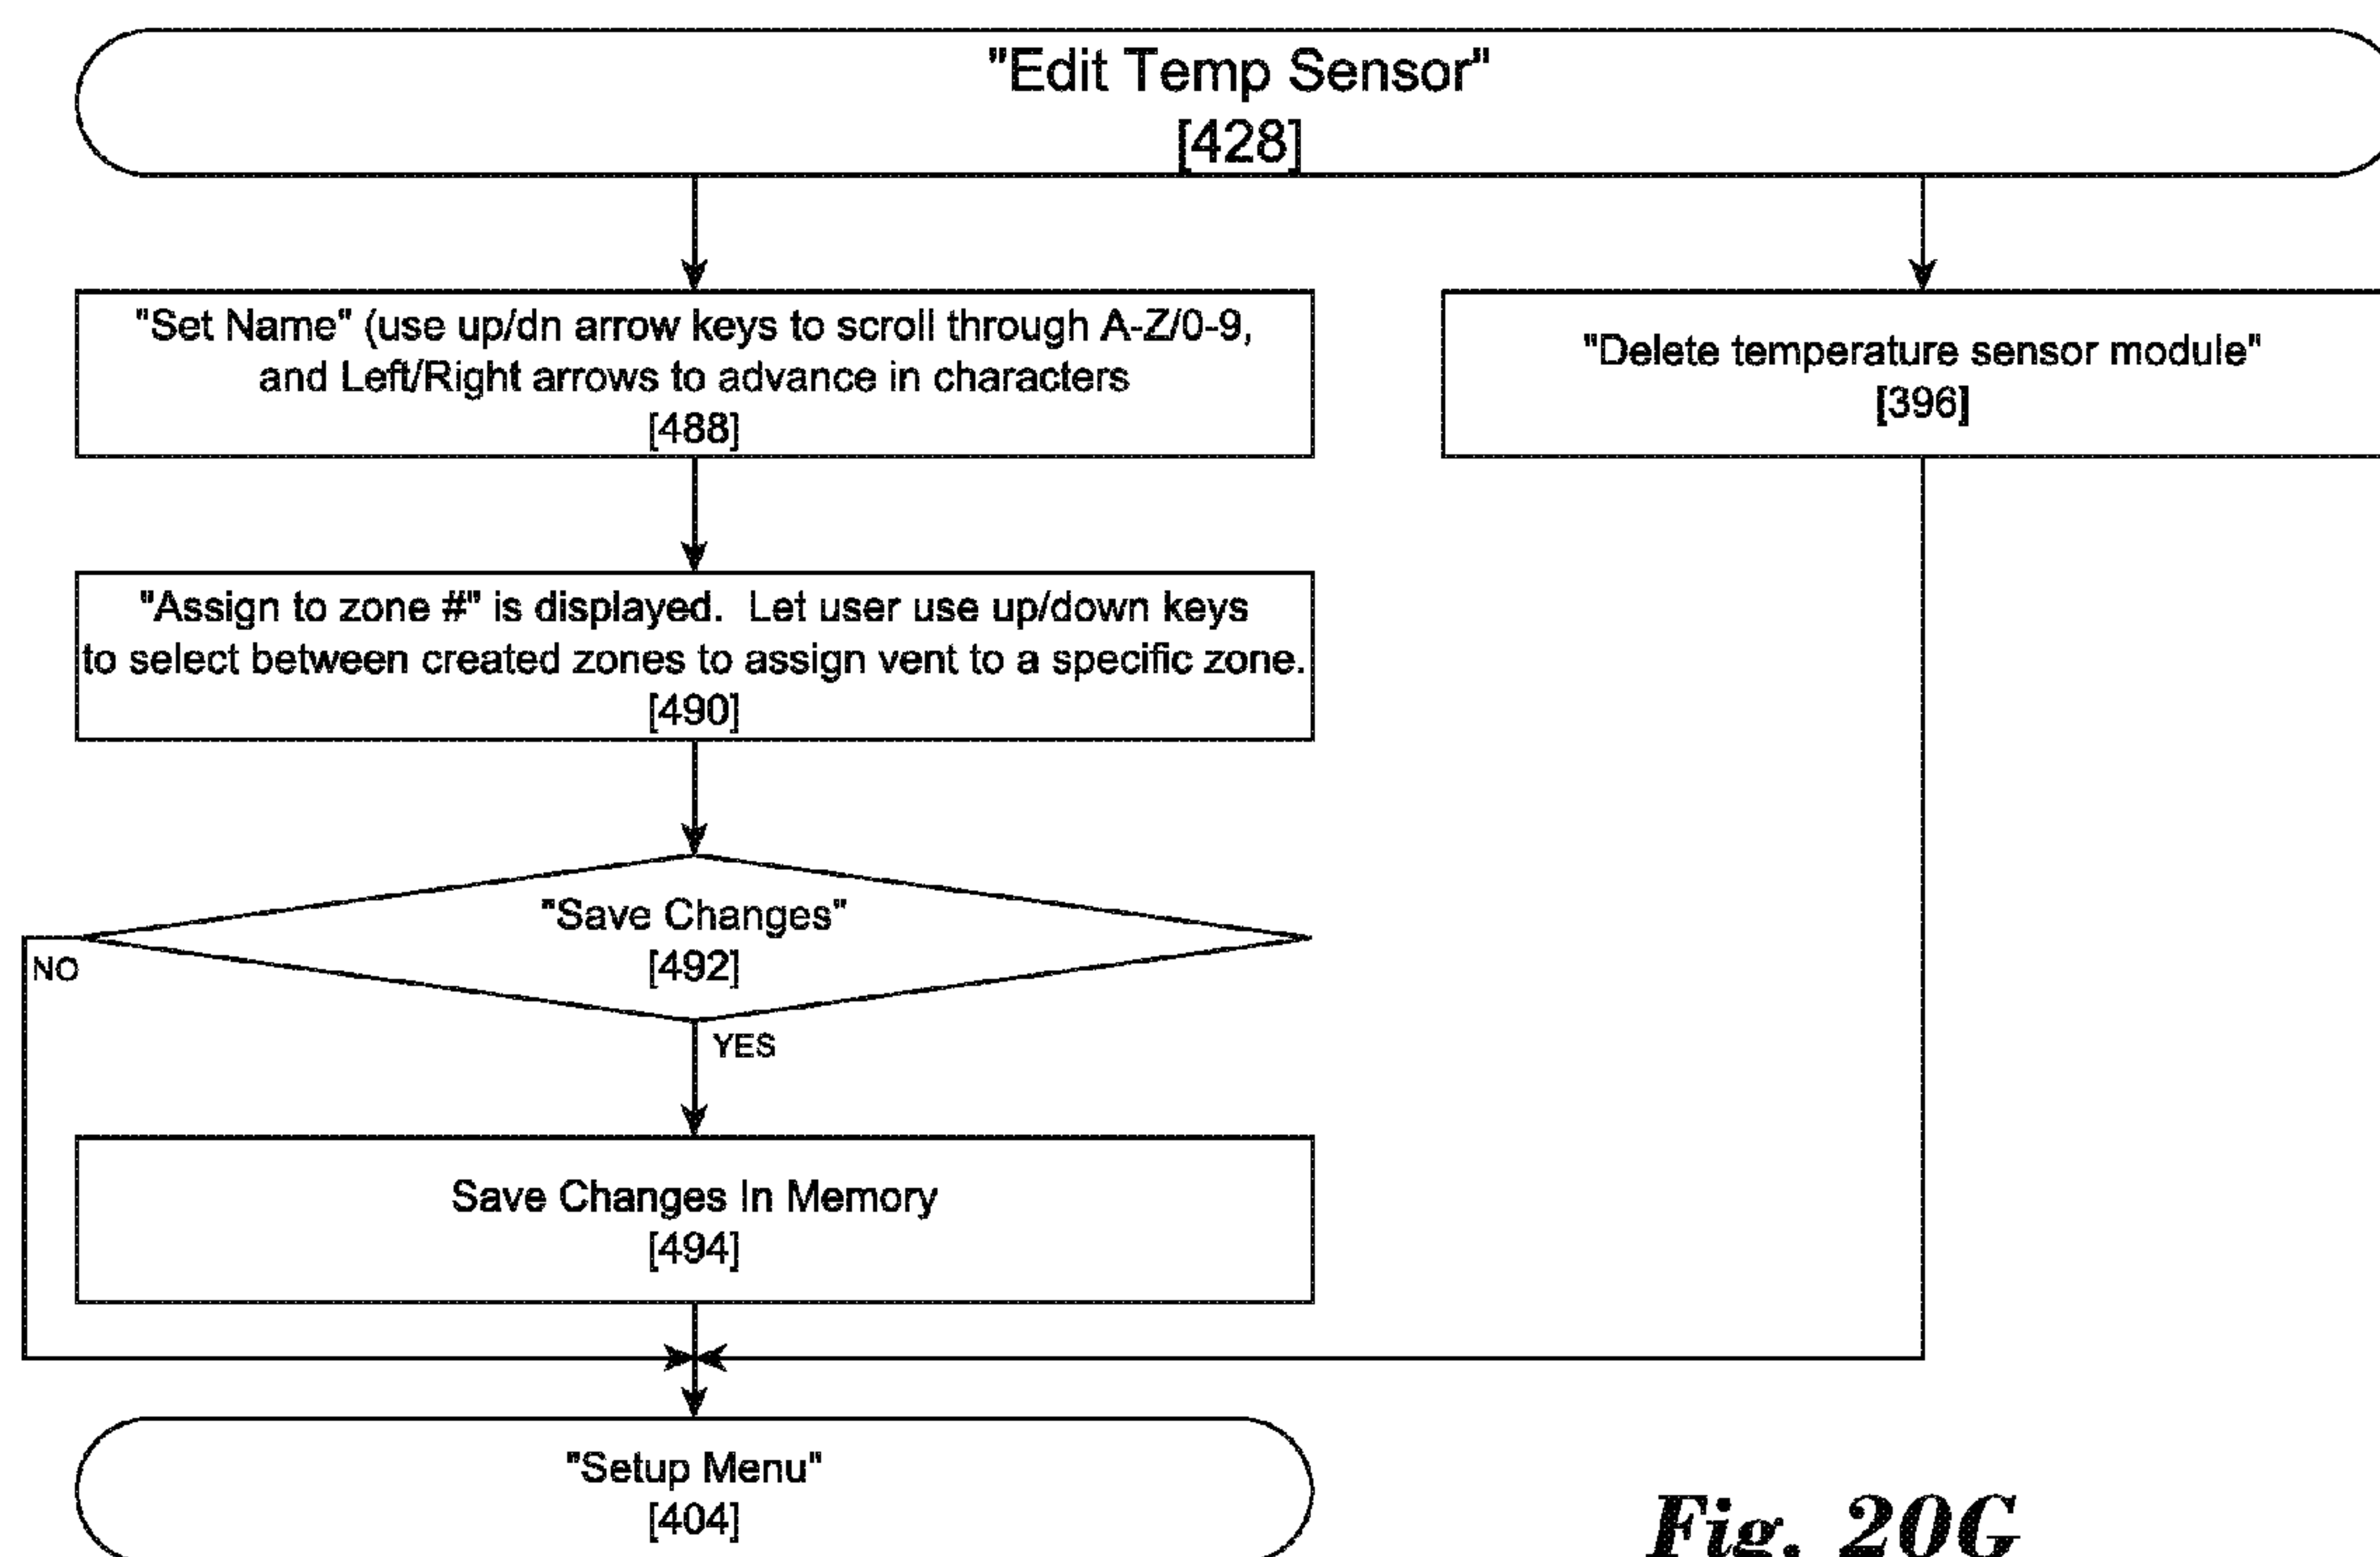 "Edit Temp Sensor"
[428]
"Set Name" (use up/dn arrow keys to scroll through A-Z/0-9,
and Left/Right arrows to advance in characters
[488]
"Delete temperature sensor module"
[396]
"Assign to zone #" is displayed.  Let user use up/down keys
to select between created zones to assign vent to a specific zone.
[490]
"Save Changes"
[492]
NO
YES
Save Changes In Memory
[494]
"Setup Menu"
[404]
Fig. 20G